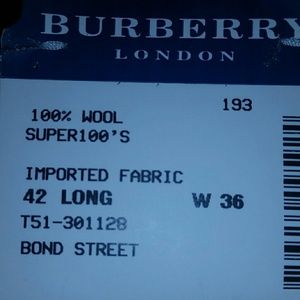 BURBERRY
LONDON
193
100% WOOL
SUPER100'S
IMPORTED FABRIC
42 LONG W 36
T51-301128
BOND STREET